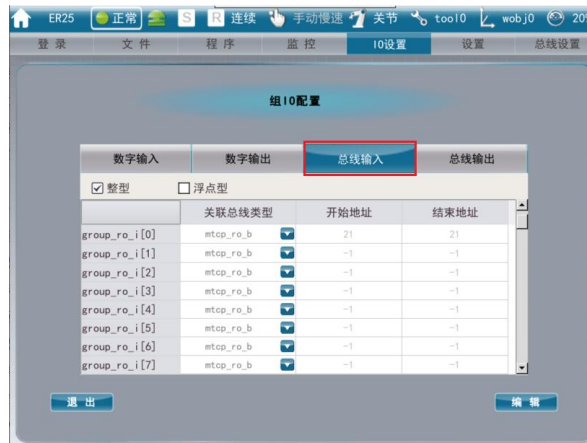 ER25 正常 S R 连续 手动慢速 关节 tool0 wobj0 20
登录 文件 程序 监控 IO设置 设置 总线设置
组IO配置
数字输入 数字输出 总线输入 总线输出
整型 浮点型
关联总线类型 开始地址 结束地址
group_ro_i[0] mtcp_ro_b 21 21
group_ro_i[1] mtcp_ro_b -1 -1
group_ro_i[2] mtcp_ro_b -1 -1
group_ro_i[3] mtcp_ro_b -1 -1
group_ro_i[4] mtcp_ro_b -1 -1
group_ro_i[5] mtcp_ro_b -1 -1
group_ro_i[6] mtcp_ro_b -1 -1
group_ro_i[7] mtcp_ro_b -1 -1
退出 编辑